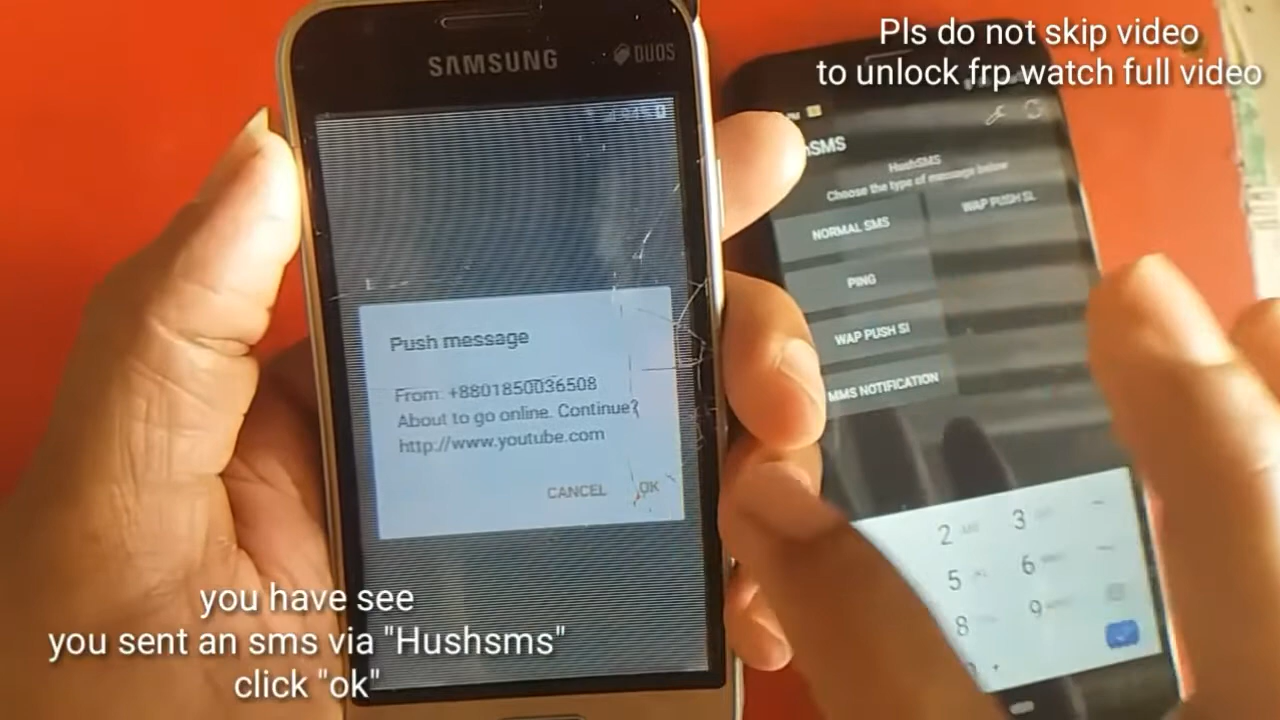 Pls do not skip video
to unlock frp watch full video
SAMSUNG
DUOS
Push message
From: +8801850036508
About to go online. Continue?
http://www.youtube.com
CANCEL
OK
HushSMS
Choose the type of message below
NORMAL SMS
WAP PUSH SL
PING
WAP PUSH SI
MMS NOTIFICATION
2
3
5
6
8
9
you have see
you sent an sms via "Hushsms"
click "ok"